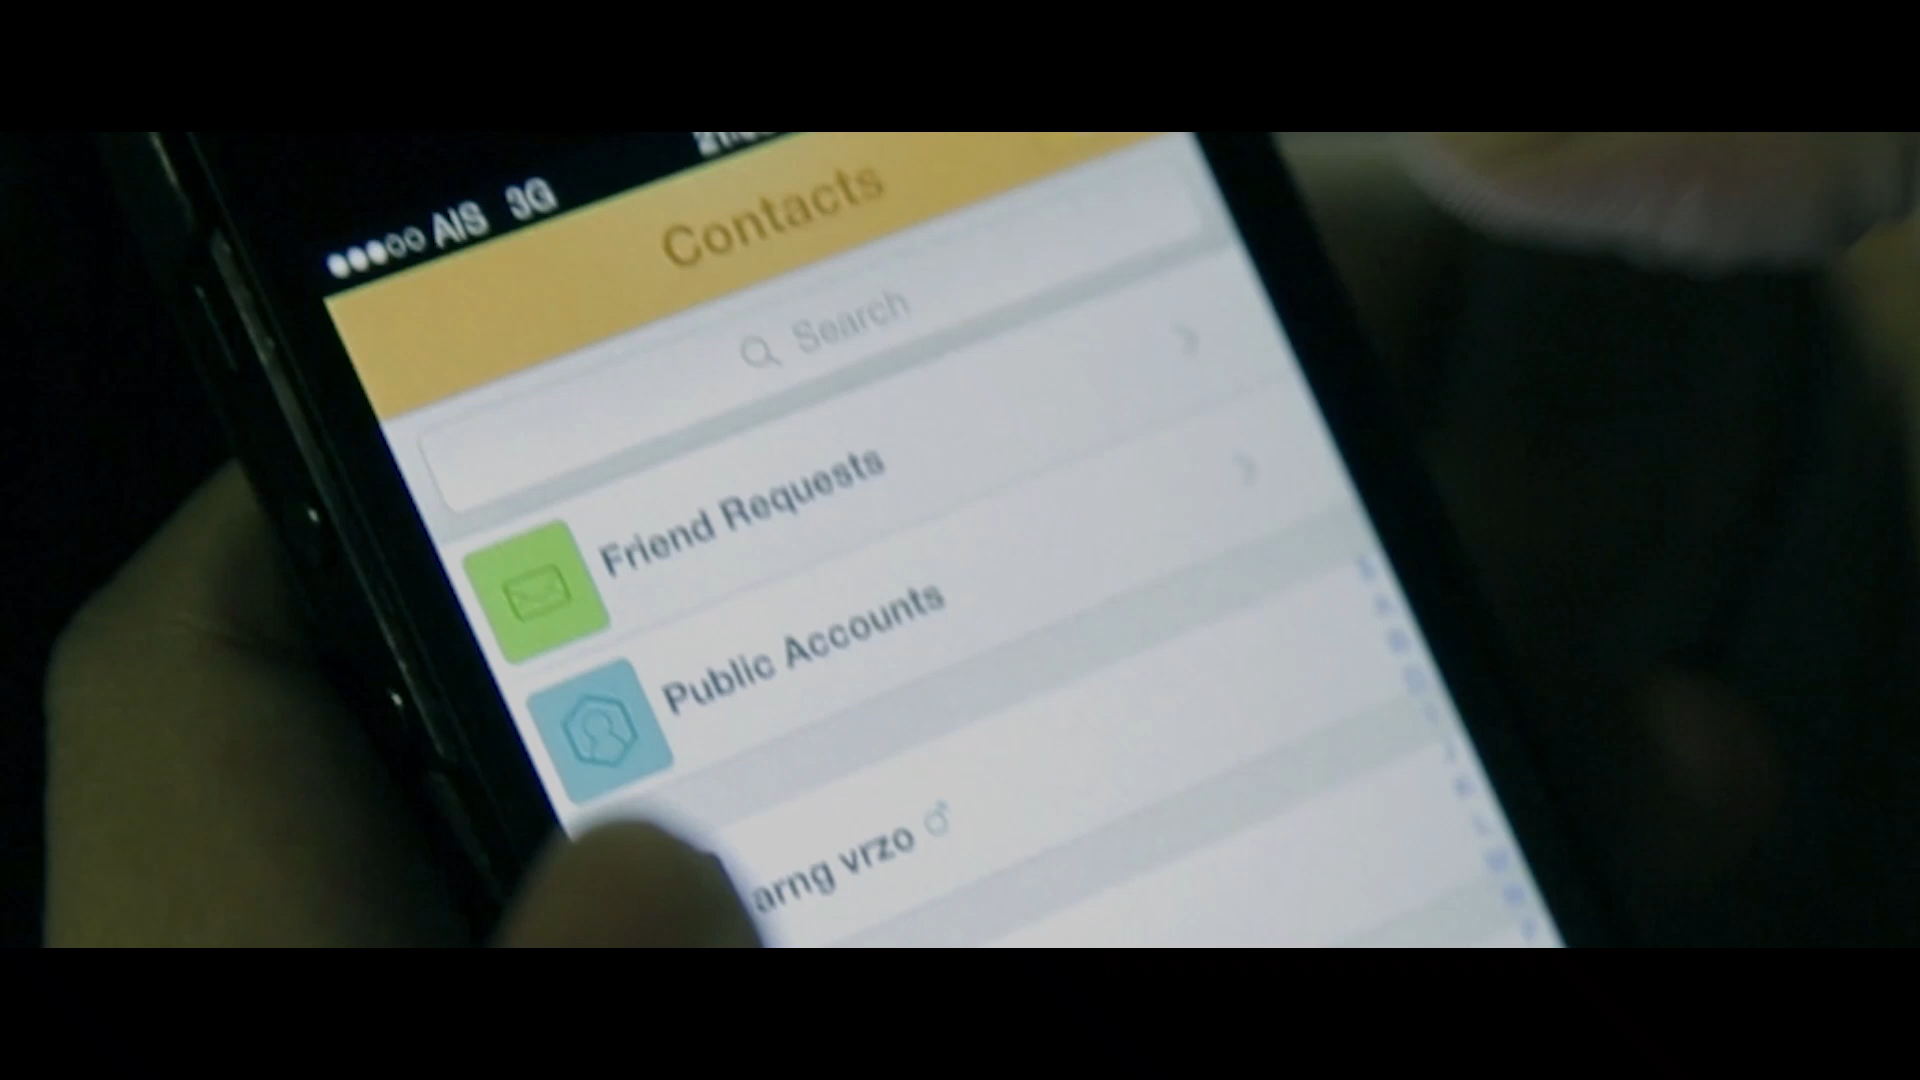 AIS 3G
Contacts
Search
Friend Requests
Public Accounts
arng vrzo